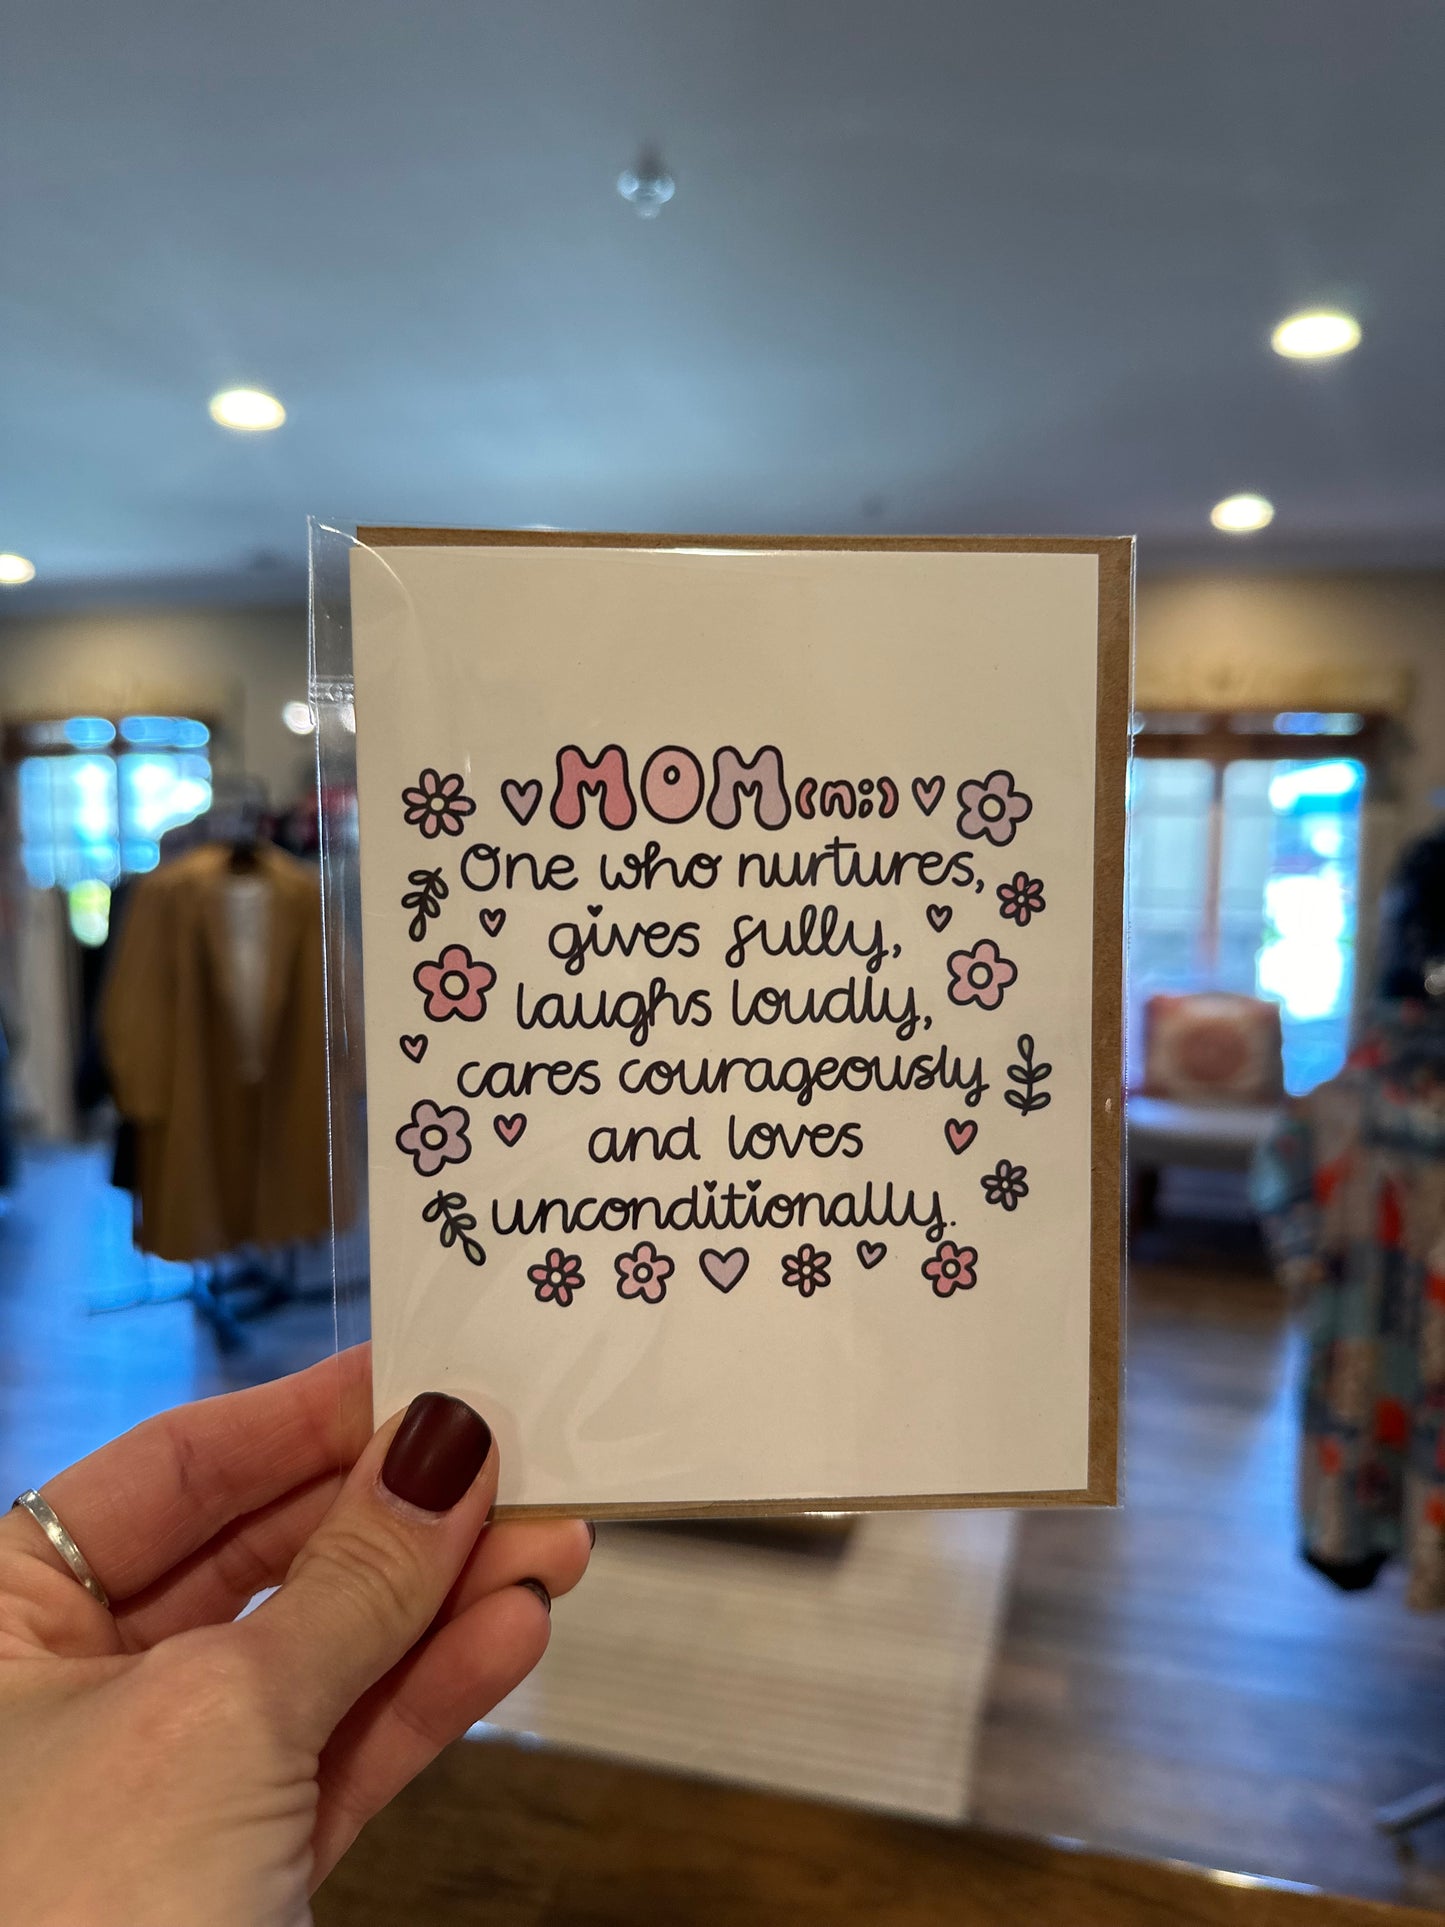 MOM (n:)
One who nurtures,
gives fully,
laughs loudly,
cares courageously
and loves
unconditionally.